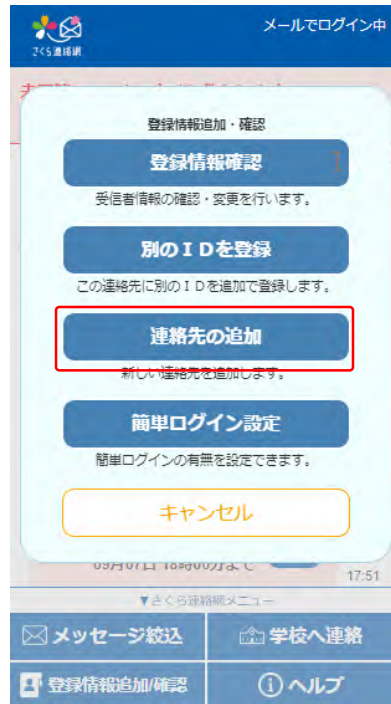 さくら連絡網
メールでログイン中
登録情報追加・確認
登録情報確認
受信者情報の確認・変更を行います。
別のＩＤを登録
この連絡先に別のＩＤを追加で登録します。
連絡先の追加
新しい連絡先を追加します。
簡単ログイン設定
簡単ログインの有無を設定できます。
キャンセル
09月07日 18時00分まで
17:51
▼さくら連絡網メニュー
メッセージ絞込
学校へ連絡
登録情報追加/確認
ヘルプ